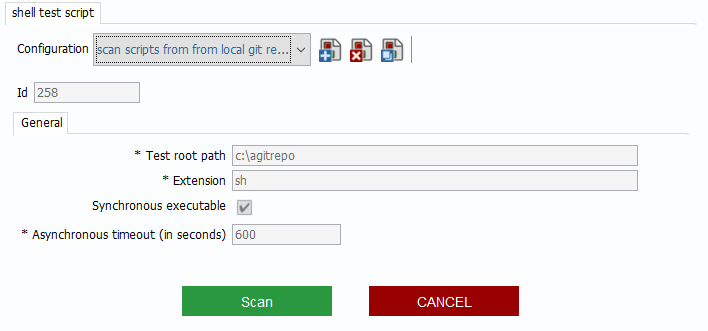 shell test script
Configuration scan scripts from from local git re...
Id 258
General
* Test root path c:\agitrepo
* Extension sh
Synchronous executable
* Asynchronous timeout (in seconds) 600
Scan CANCEL